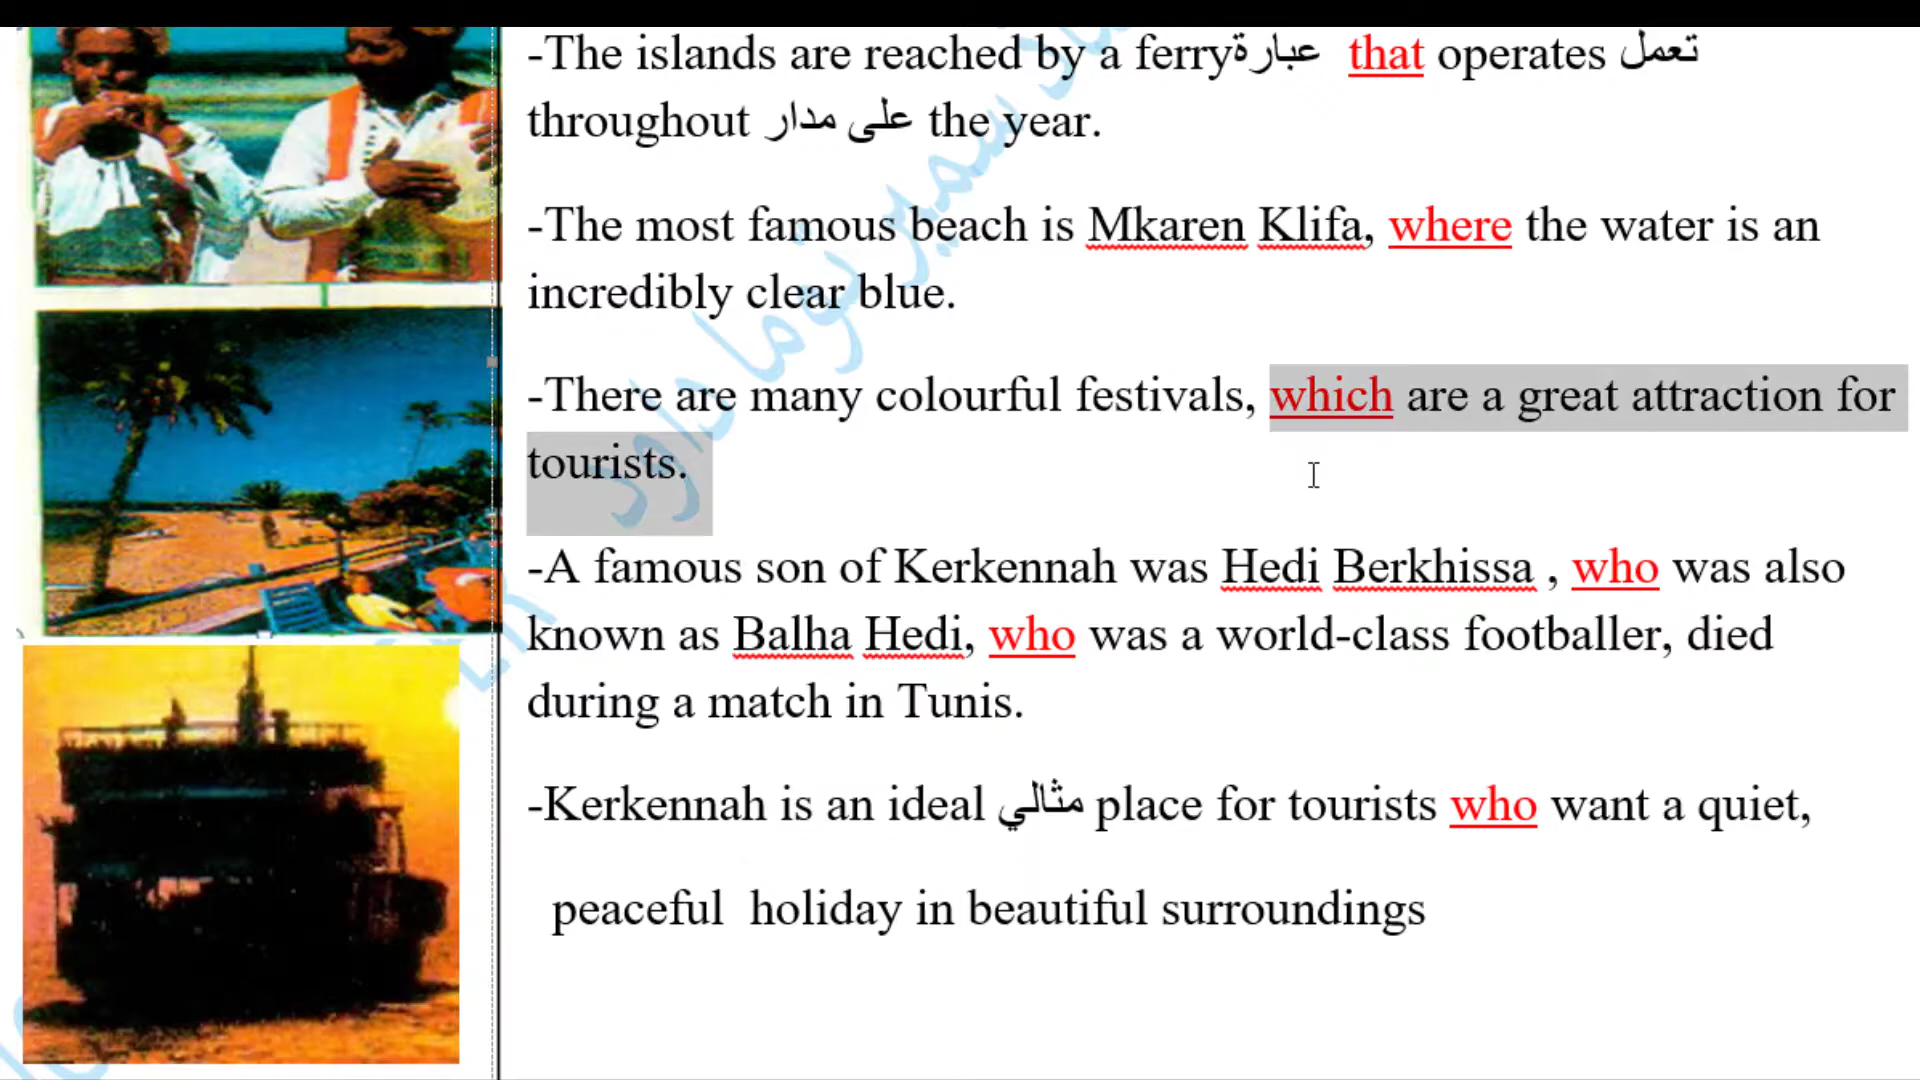 -The islands are reached by a ferryعبارة that operates تعمل
throughout على مدار the year.
-The most famous beach is Mkaren Klifa, where the water is an
incredibly clear blue.
-There are many colourful festivals, which are a great attraction for
tourists.
-A famous son of Kerkennah was Hedi Berkhissa , who was also
known as Balha Hedi, who was a world-class footballer, died
during a match in Tunis.
-Kerkennah is an ideal مثالي place for tourists who want a quiet,
peaceful holiday in beautiful surroundings